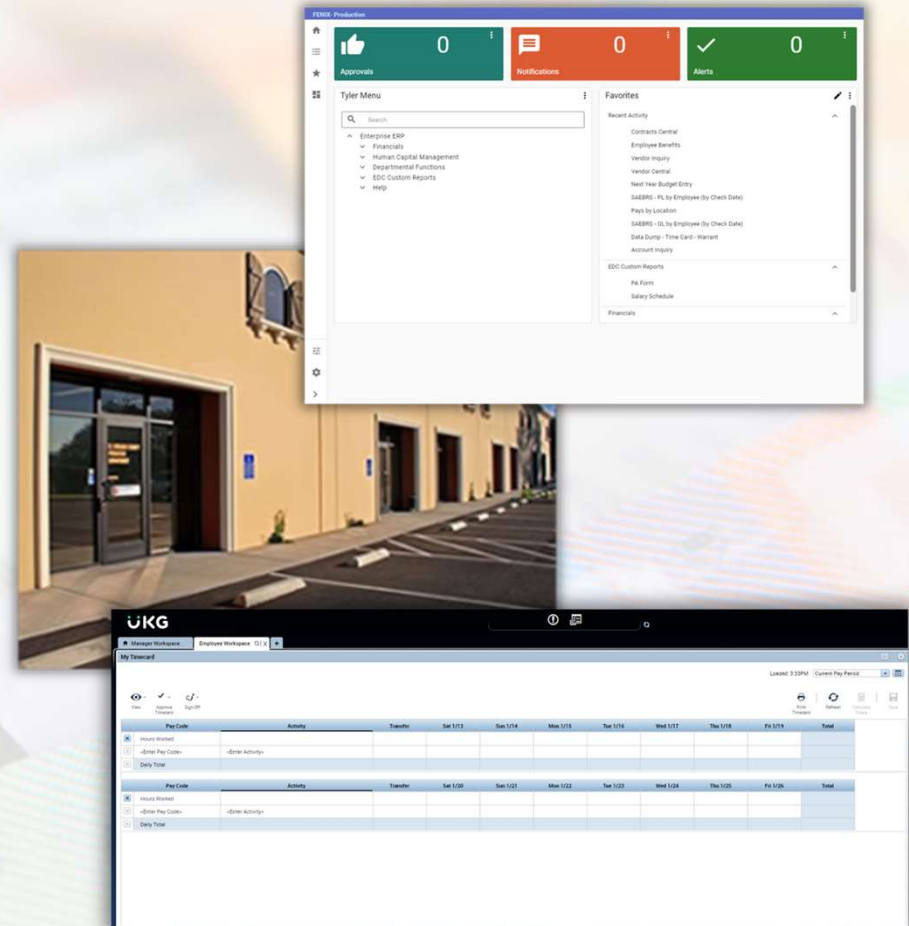 FENIX- Production
0
0
0
Approvals
Notifications
Alerts
Tyler Menu
Search
Enterprise ERP
Financials
Human Capital Management
Departmental Functions
EDC Custom Reports
Help
Favorites
Recent Activity
Contracts Central
Employee Benefits
Vendor Inquiry
Vendor Central
Next Year Budget Entry
SAEBRS - PL by Employee (by Check Date)
Pays by Location
SAEBRS - GL by Employee (by Check Date)
Data Dump - Time Card - Warrant
Account Inquiry
EDC Custom Reports
PA Form
Salary Schedule
Financials
UKG
Manager Workspace
Employee Workspace
My Timecard
Loaded: 3:33PM Current Pay Period
View
Approve Timecard
Sign Off
Print Timecard
Refresh
Calculate Totals
Save
Pay Code Activity Transfer Sat 1/13 Sun 1/14 Mon 1/15 Tue 1/16 Wed 1/17 Thu 1/18 Fri 1/19 Total
Hours Worked
<Enter Pay Code> <Enter Activity>
Daily Total
Pay Code Activity Transfer Sat 1/20 Sun 1/21 Mon 1/22 Tue 1/23 Wed 1/24 Thu 1/25 Fri 1/26 Total
Hours Worked
<Enter Pay Code> <Enter Activity>
Daily Total